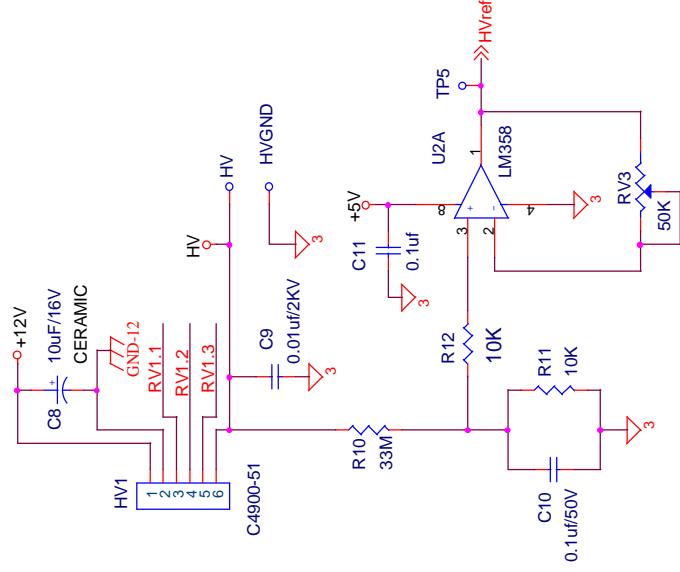 +12V
C8
+
10uF/16V
CERAMIC
GND-12
RV1.1
RV1.2
RV1.3
HV1
1
2
3
4
5
6
C4900-51
HV
HV
HVGND
3
C9
0.01uf/2KV
3
R10
33M
R12
10K
R11
10K
C10
0.1uf/50V
3
C11
0.1uf
3
+5V
U2A
LM358
8
3
+
2
-
4
1
3
TP5
HVref
RV3
50K